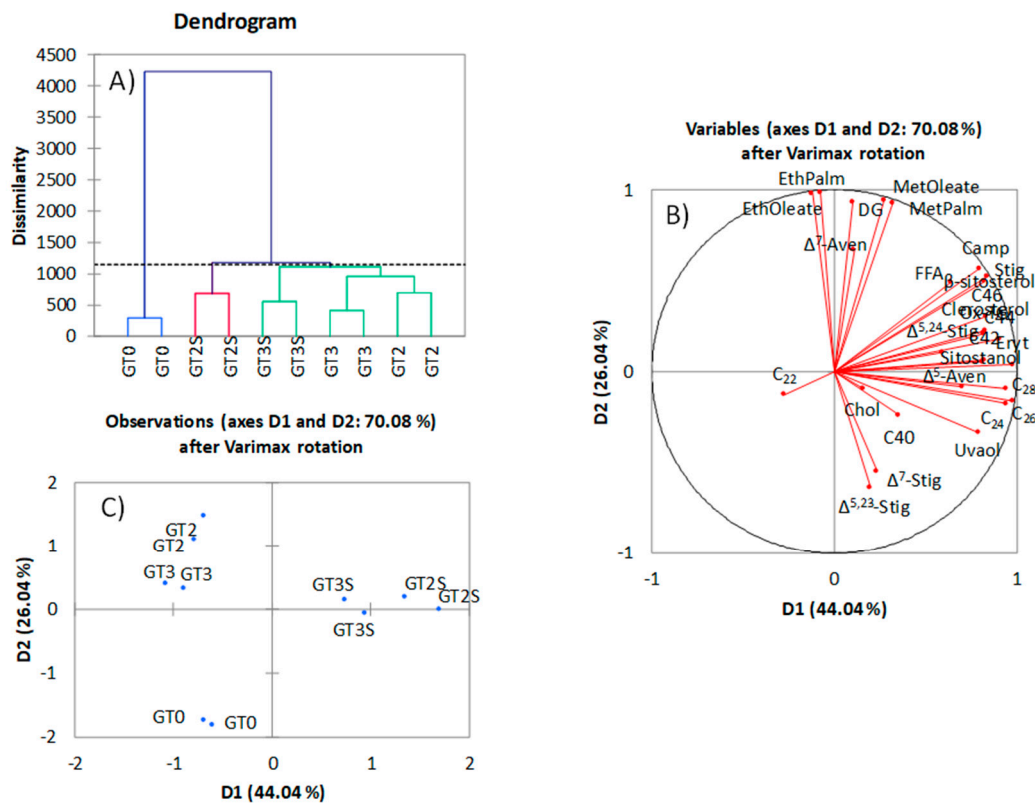 Dendrogram
A)
4500
4000
3500
3000
2500
2000
1500
1000
500
0
Dissimilarity
GT0
GT0
GT2S
GT2S
GT3S
GT3S
GT3
GT3
GT2
GT2
Observations (axes D1 and D2: 70.08 %)
after Varimax rotation
C)
2
1
0
-1
-2
D2 (26.04 %)
GT2
GT2
GT3
GT3
GT3S
GT2S
GT2S
GT3S
GT0
GT0
-2
-1
0
1
2
D1 (44.04 %)
Variables (axes D1 and D2: 70.08 %)
after Varimax rotation
B)
1
0
-1
D2 (26.04 %)
EthPalm
MetOleate
EthOleate
DG
MetPalm
Δ7-Aven
Camp
FFA
Stig
β-sitosterol
C46
Clerosterol
C44
Δ5,24-Stig
C42
Eryt
Sitostanol
Δ5-Aven
C22
C28
Chol
C24
C26
C40
Uvaol
Δ7-Stig
Δ5,23-Stig
-1
0
1
D1 (44.04 %)